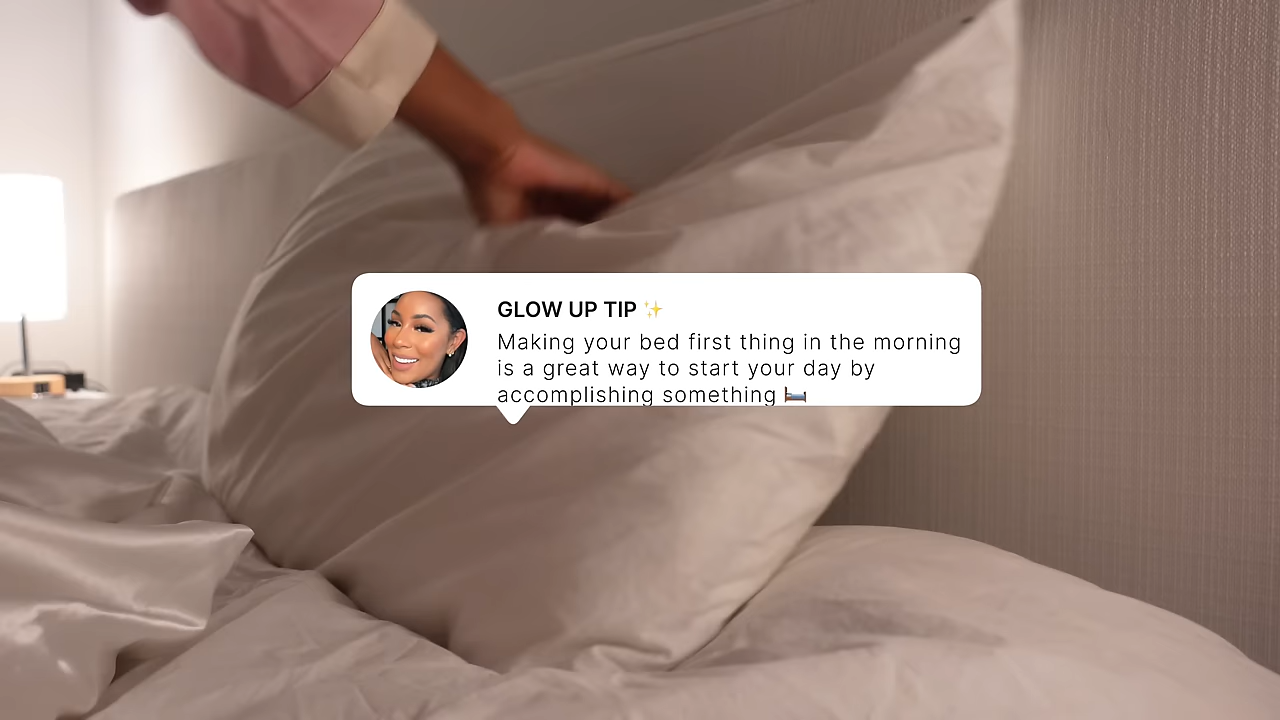 GLOW UP TIP ✨
Making your bed first thing in the morning
is a great way to start your day by
accomplishing something 🛏️